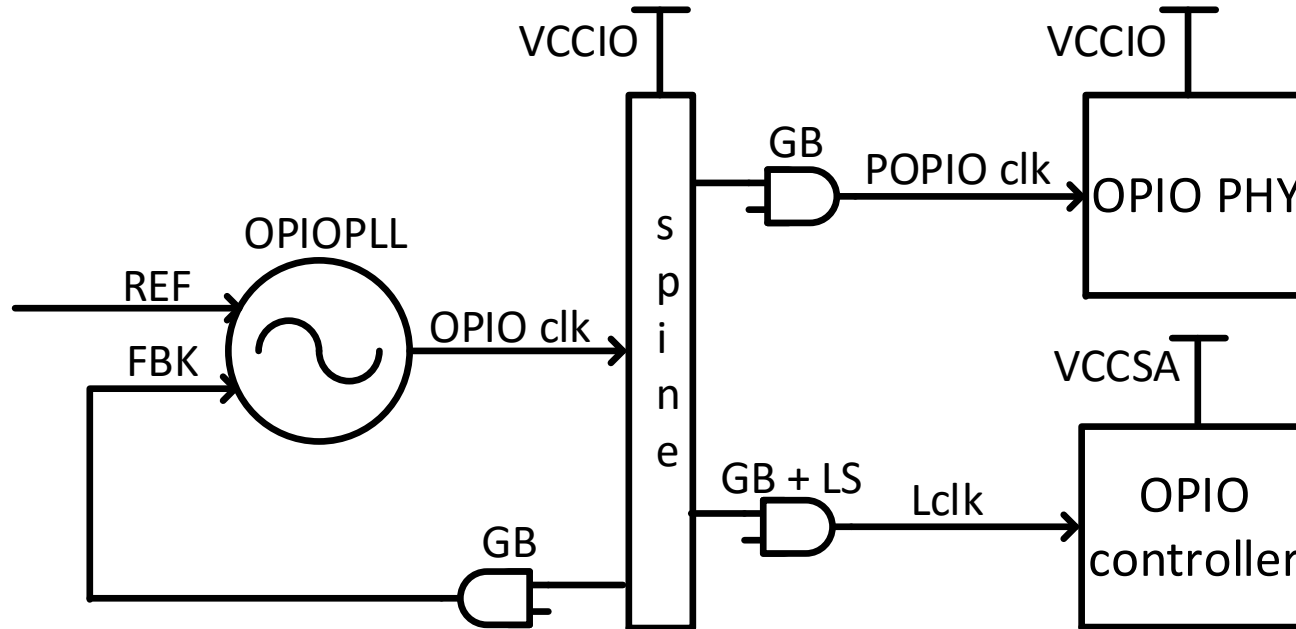 VCCIO
VCCIO
GB
POPIO clk
OPIO PHY
OPIOPLL
REF
OPIO clk
FBK
spine
VCCSA
GB + LS
Lclk
OPIO
controller
GB